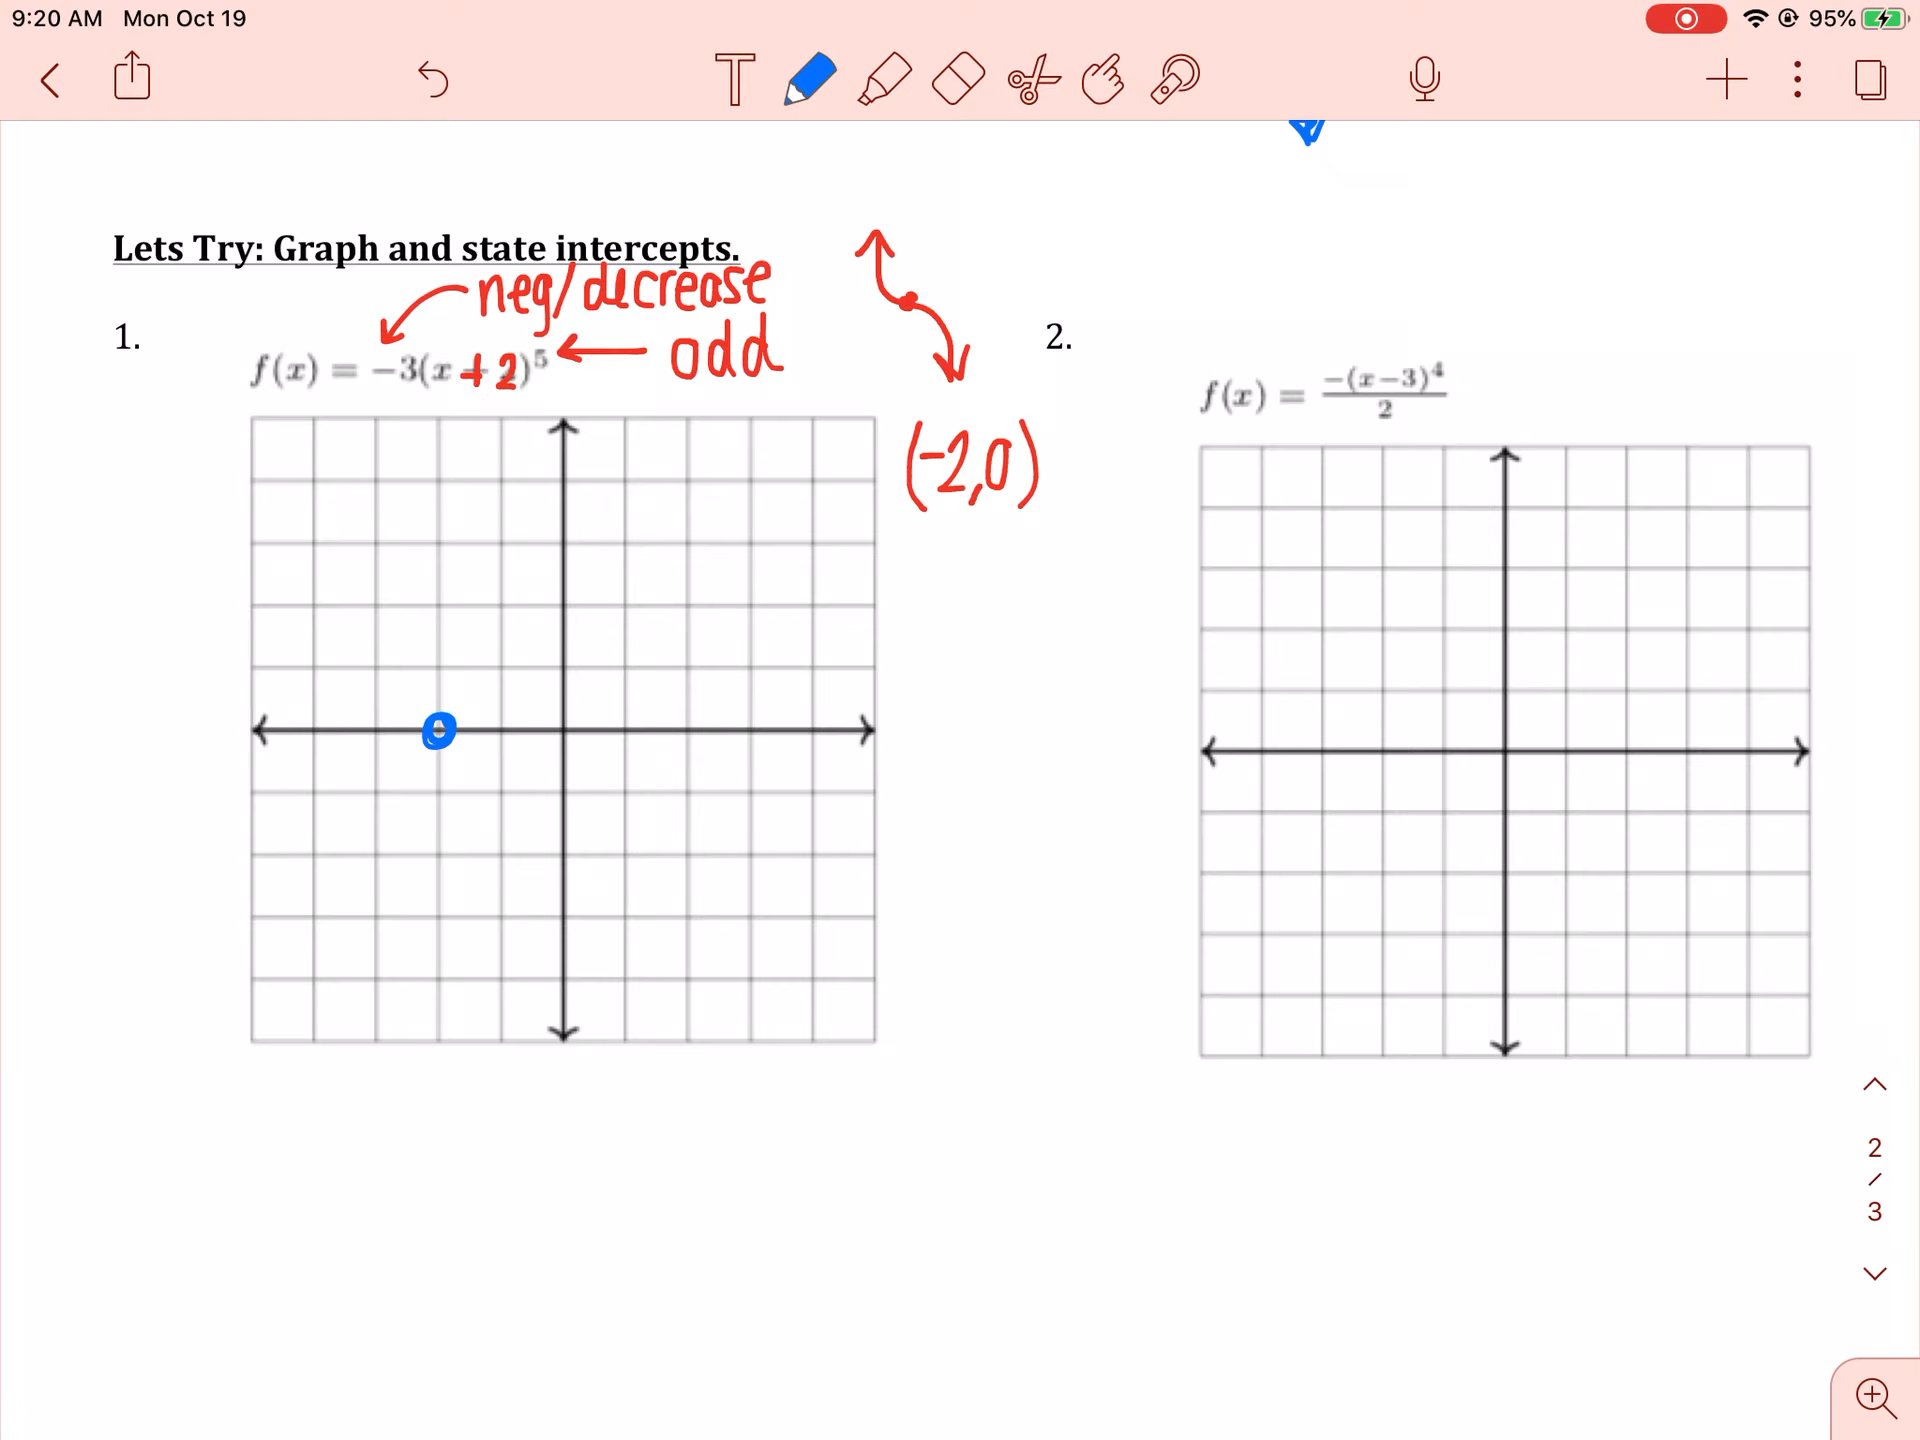 9:20 AM Mon Oct 19
95%
T
Lets Try: Graph and state intercepts.
neg/decrease
1.
f(x) = −3(x + 2)⁵ ← odd
2.
f(x) = −(x−3)⁴/2
(-2,0)
2
/
3